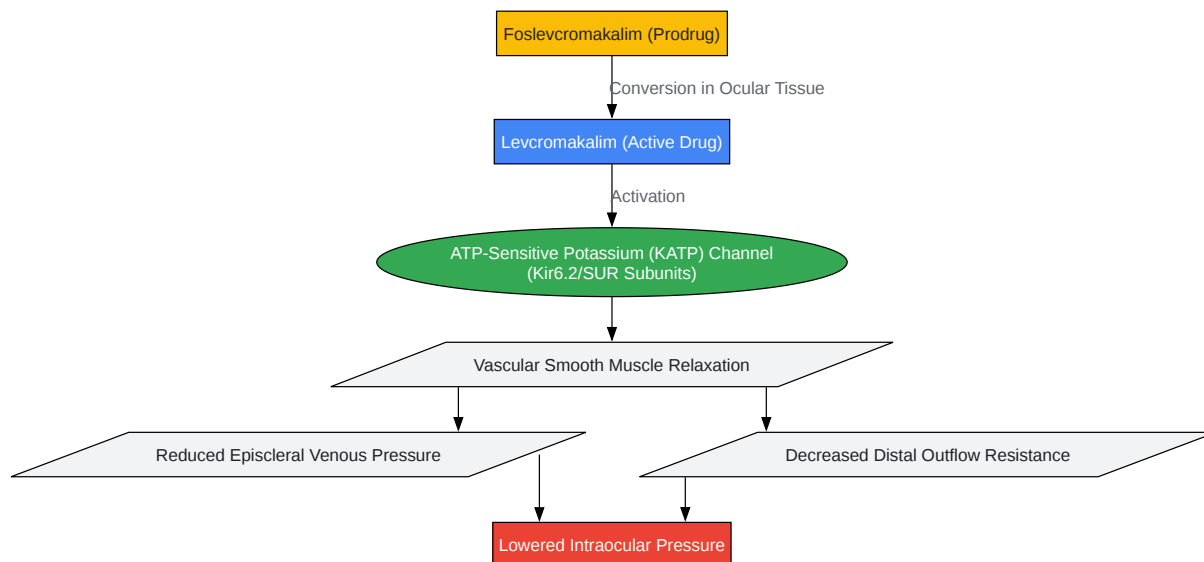 Foslevcromakalim (Prodrug)
Conversion in Ocular Tissue
Levcromakalim (Active Drug)
Activation
ATP-Sensitive Potassium (KATP) Channel
(Kir6.2/SUR Subunits)
Vascular Smooth Muscle Relaxation
Reduced Episcleral Venous Pressure
Decreased Distal Outflow Resistance
Lowered Intraocular Pressure